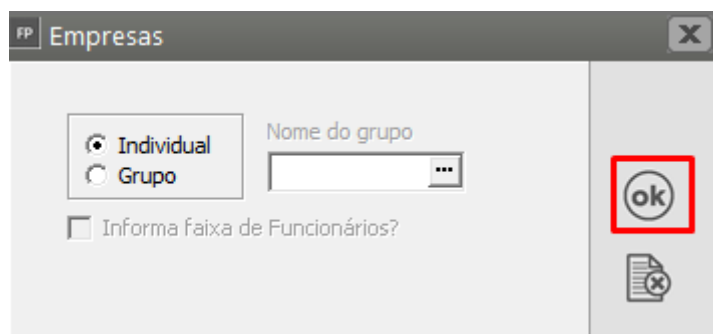 FP Empresas
Individual
Grupo
Nome do grupo
...
Informa faixa de Funcionários?
ok